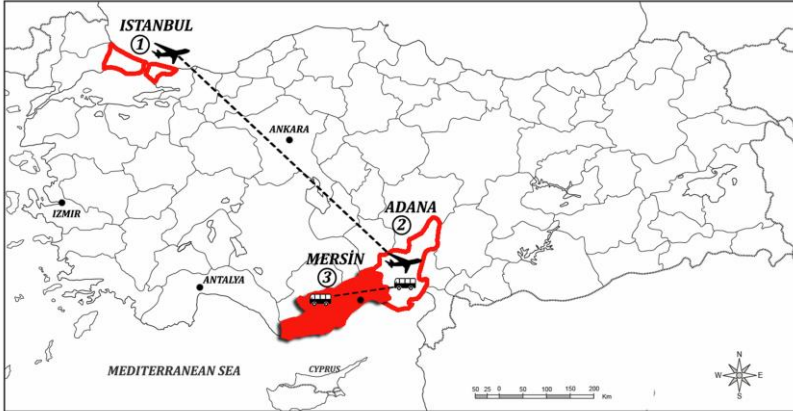 ISTANBUL
1
ANKARA
ADANA
2
IZMIR
MERSİN
3
ANTALYA
MEDITERRANEAN SEA
CYPRUS
50 25 0 50 100 150 200
Km
N
W E
S